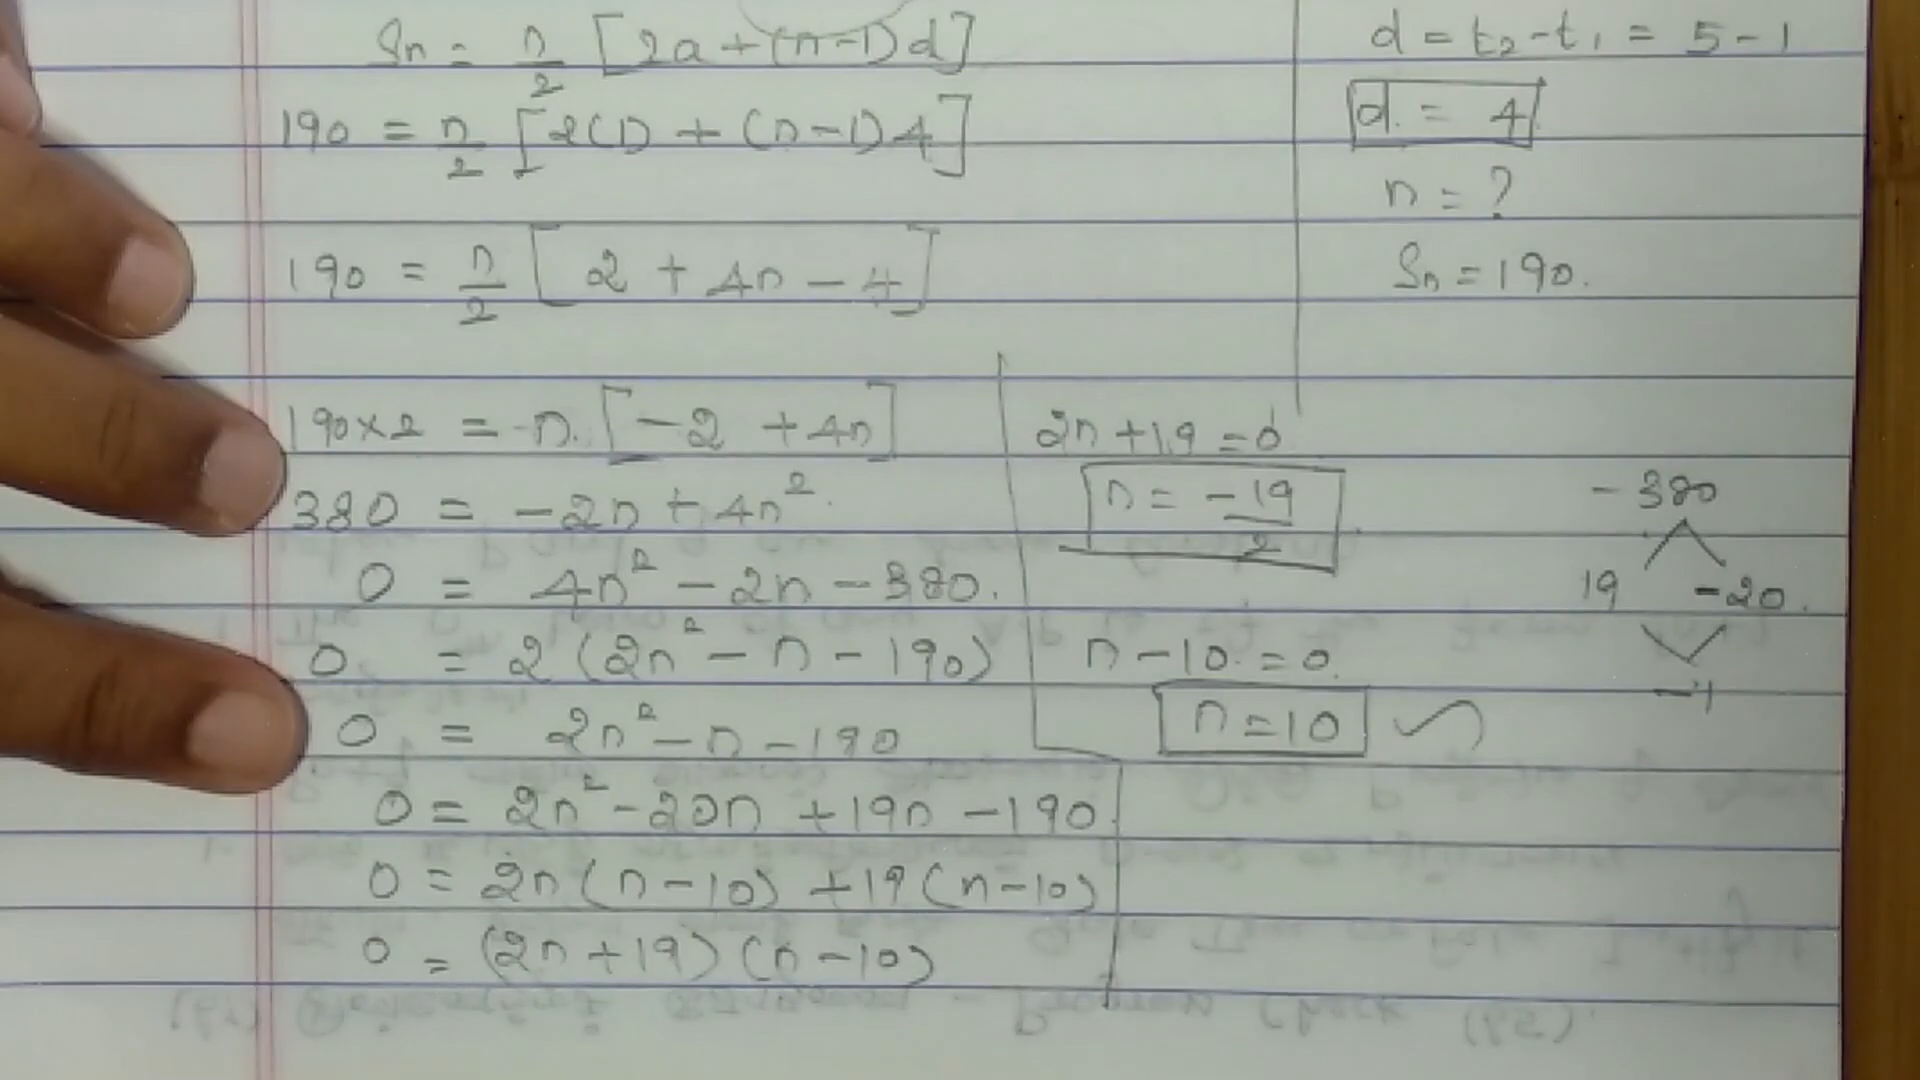 Sn = n/2 [2a + (n-1)d]
190 = n/2 [2(1) + (n-1)4]
190 = n/2 [2 + 4n - 4]
190×2 = n. [-2 + 4n]
380 = -2n + 4n²
0 = 4n² - 2n - 380.
0 = 2(2n² - n - 190)
0 = 2n² - n - 190
0 = 2n² - 20n + 19n - 190
0 = 2n(n-10) + 19(n-10)
0 = (2n+19)(n-10)
2n + 19 = 0
n = -19/2
n - 10 = 0
n = 10
d = t₂ - t₁ = 5 - 1
d = 4
n = ?
Sn = 190.
- 380
19 -20.
-1